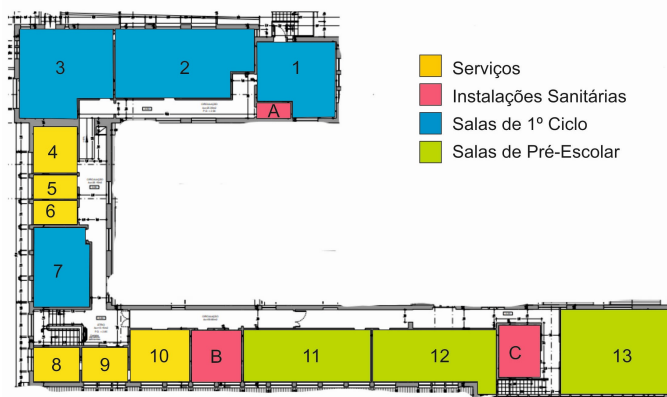 3
2
1
A
4
5
6
7
8
9
10
B
11
12
C
13
Serviços
Instalações Sanitárias
Salas de 1º Ciclo
Salas de Pré-Escolar